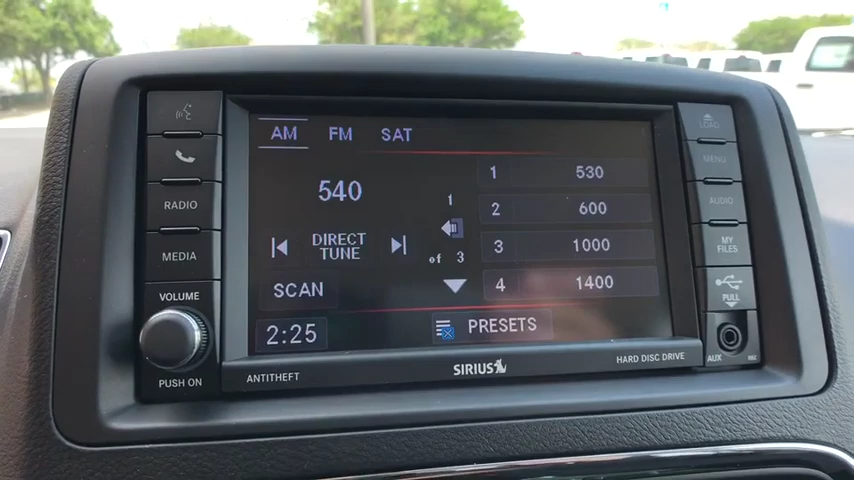 LOAD
AM FM SAT
MENU
540
1 530
2 600
3 1000
4 1400
1
of 3
DIRECT
TUNE
SCAN
2:25
PRESETS
RADIO
MEDIA
VOLUME
PUSH ON
AUDIO
MY
FILES
PULL
AUX
ANTITHEFT
SIRIUS
HARD DISC DRIVE